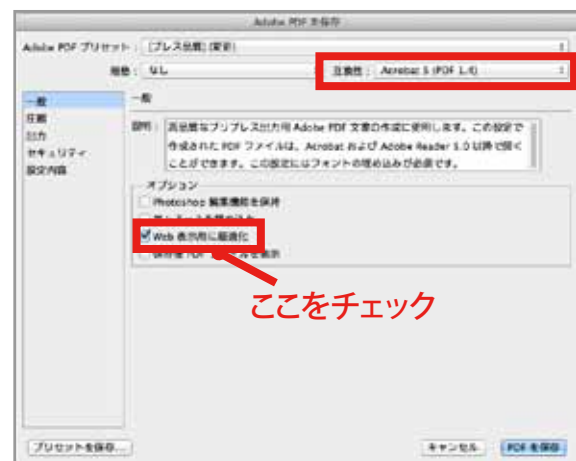 Adobe PDF を保存
Adobe PDF プリセット： [プレス品質] (変更)
規格： なし
互換性： Acrobat 5 (PDF 1.4)
一般
圧縮
出力
セキュリティ
設定内容
一般
説明： 高品質なプリプレス出力用 Adobe PDF 文書の作成に使用します。この設定で
作成された PDF ファイルは、Acrobat および Adobe Reader 5.0 以降で開く
ことができます。この設定にはフォントの埋め込みが必須です。
オプション
Photoshop 編集機能を保持
Web 表示用に最適化
ここをチェック
プリセットを保存...
キャンセル
PDF を保存